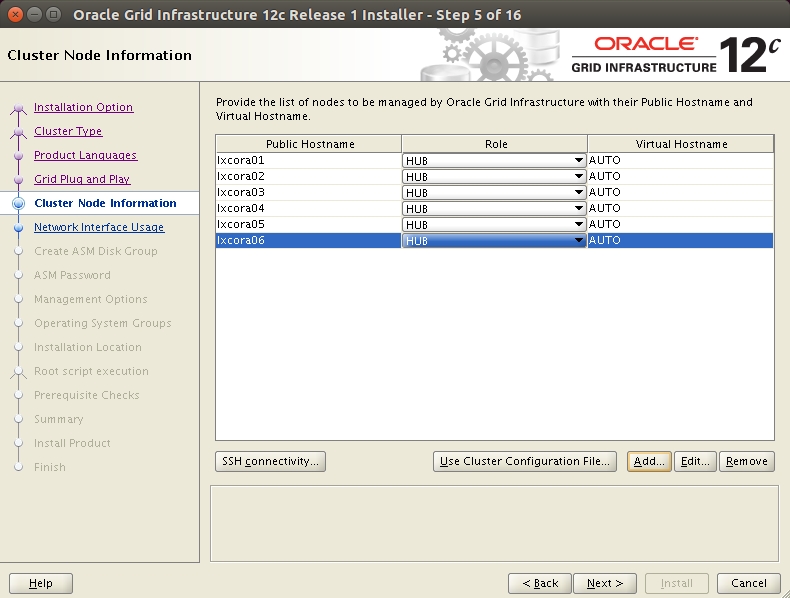 Oracle Grid Infrastructure 12c Release 1 Installer - Step 5 of 16
Cluster Node Information
ORACLE
GRID INFRASTRUCTURE
12c
Installation Option
Cluster Type
Product Languages
Grid Plug and Play
Cluster Node Information
Network Interface Usage
Create ASM Disk Group
ASM Password
Management Options
Operating System Groups
Installation Location
Root script execution
Prerequisite Checks
Summary
Install Product
Finish
Provide the list of nodes to be managed by Oracle Grid Infrastructure with their Public Hostname and
Virtual Hostname.
Public Hostname Role Virtual Hostname
lxcora01 HUB AUTO
lxcora02 HUB AUTO
lxcora03 HUB AUTO
lxcora04 HUB AUTO
lxcora05 HUB AUTO
lxcora06 HUB AUTO
SSH connectivity... Use Cluster Configuration File... Add... Edit... Remove
Help < Back Next > Install Cancel